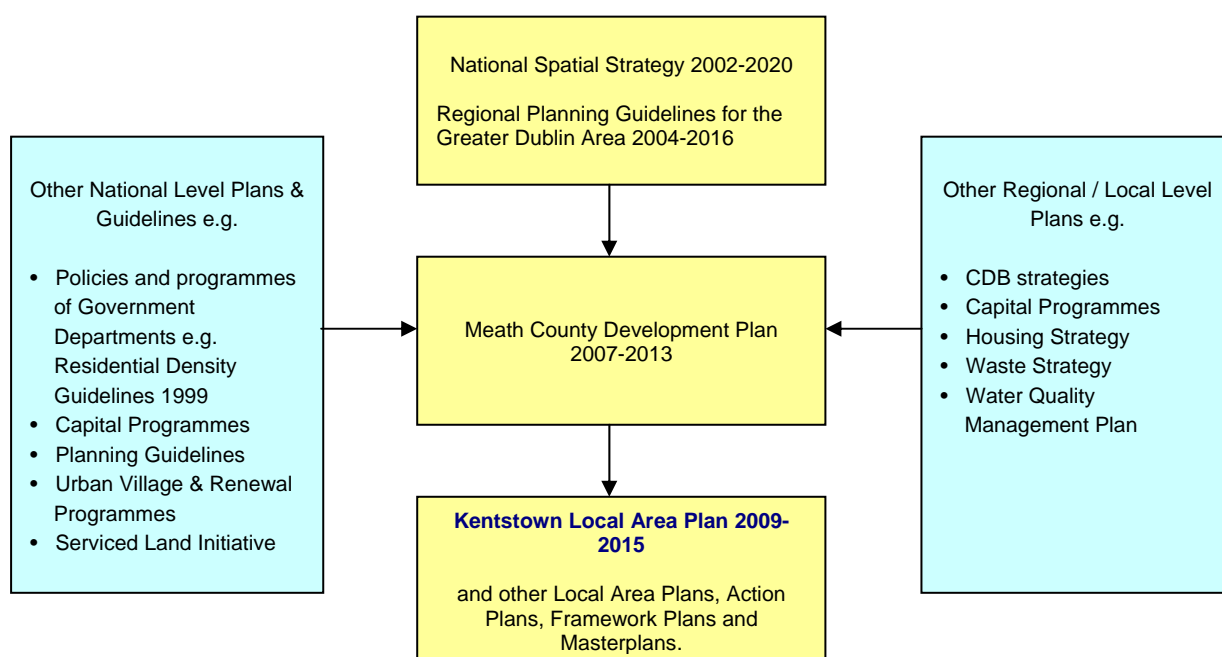 National Spatial Strategy 2002-2020
Regional Planning Guidelines for the
Greater Dublin Area 2004-2016
Other National Level Plans &
Guidelines e.g.
• Policies and programmes
of Government
Departments e.g.
Residential Density
Guidelines 1999
• Capital Programmes
• Planning Guidelines
• Urban Village & Renewal
Programmes
• Serviced Land Initiative
Meath County Development Plan
2007-2013
Other Regional / Local Level
Plans e.g.
• CDB strategies
• Capital Programmes
• Housing Strategy
• Waste Strategy
• Water Quality
Management Plan
Kentstown Local Area Plan 2009-
2015
and other Local Area Plans, Action
Plans, Framework Plans and
Masterplans.